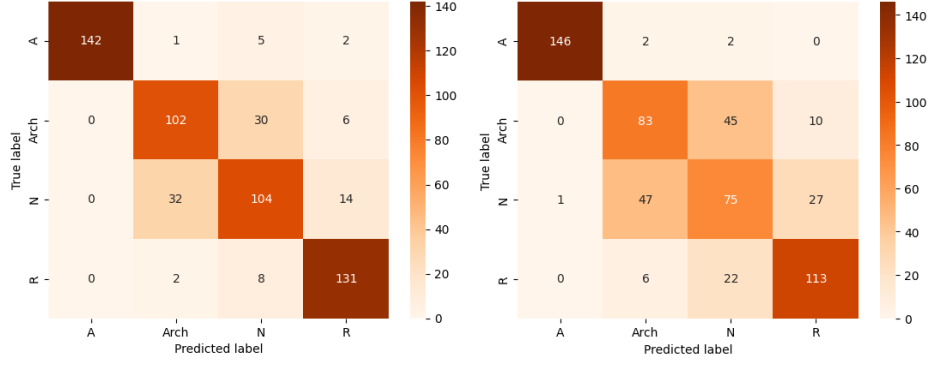 140
A 142 1 5 2
120
100
Arch 0 102 30 6
80
True label
60
N 0 32 104 14
40
20
R 0 2 8 131
0
A Arch N R
Predicted label
140
A 146 2 2 0
120
100
Arch 0 83 45 10
80
True label
60
N 1 47 75 27
40
20
R 0 6 22 113
0
A Arch N R
Predicted label